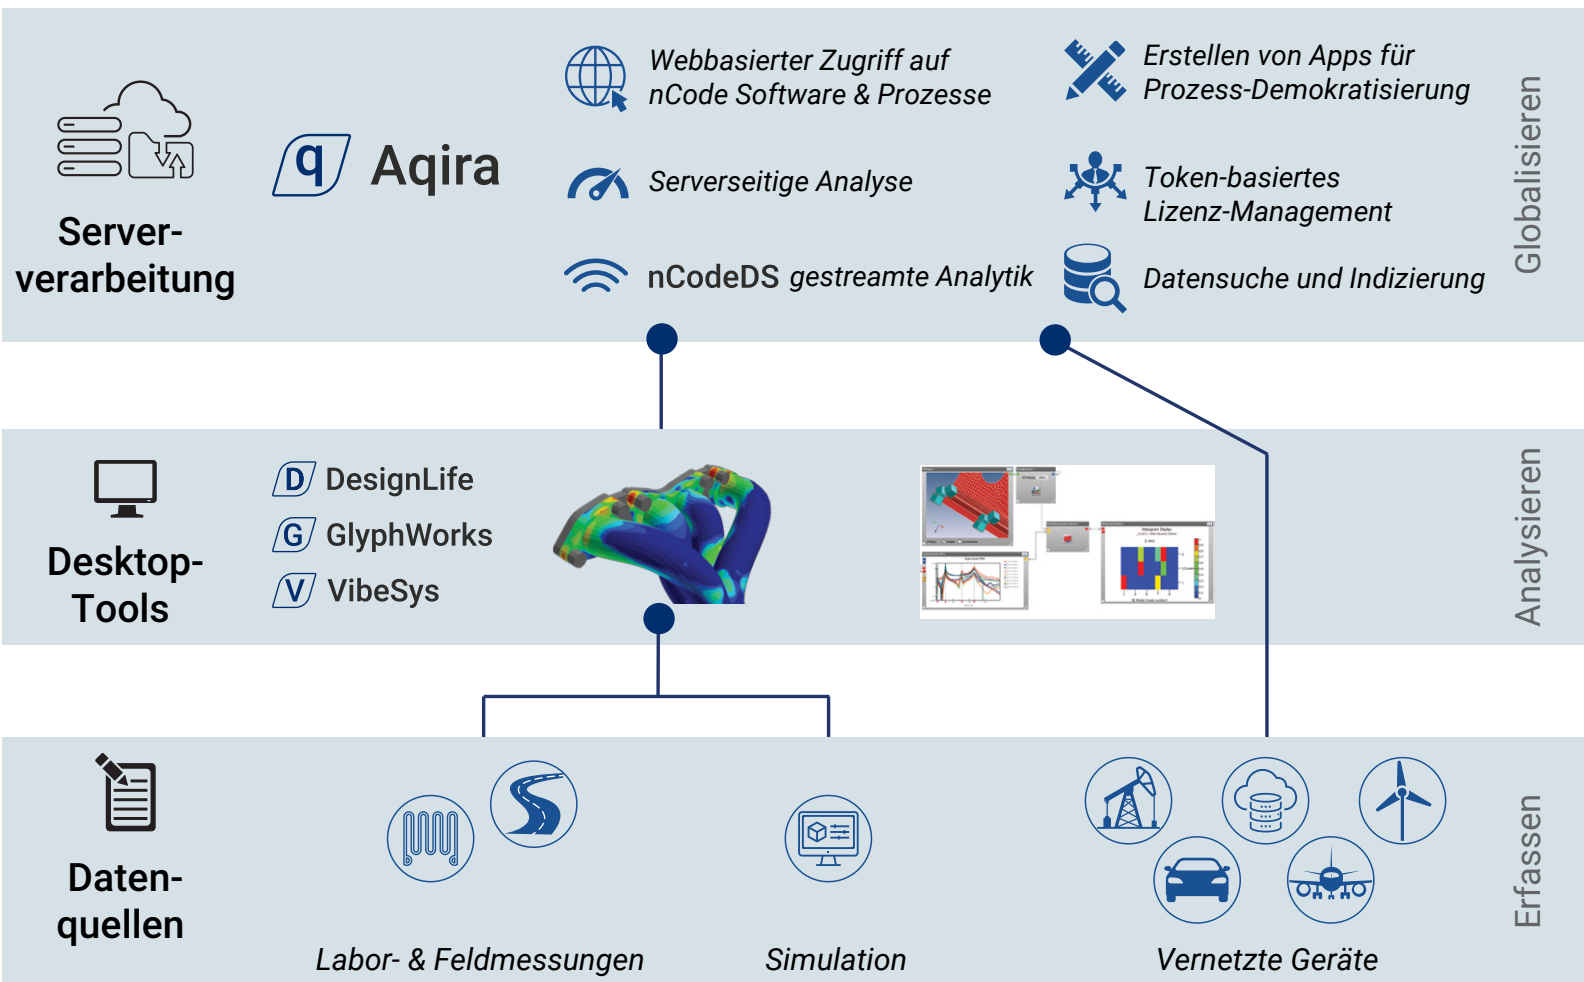 Server-
verarbeitung
q Aqira
Webbasierter Zugriff auf
nCode Software & Prozesse
Serverseitige Analyse
nCodeDS gestreamte Analytik
Erstellen von Apps für
Prozess-Demokratisierung
Token-basiertes
Lizenz-Management
Datensuche und Indizierung
Globalisieren
Desktop-
Tools
D DesignLife
G GlyphWorks
V VibeSys
Histogram Display
Analysieren
Daten-
quellen
Labor- & Feldmessungen
Simulation
Vernetzte Geräte
Erfassen